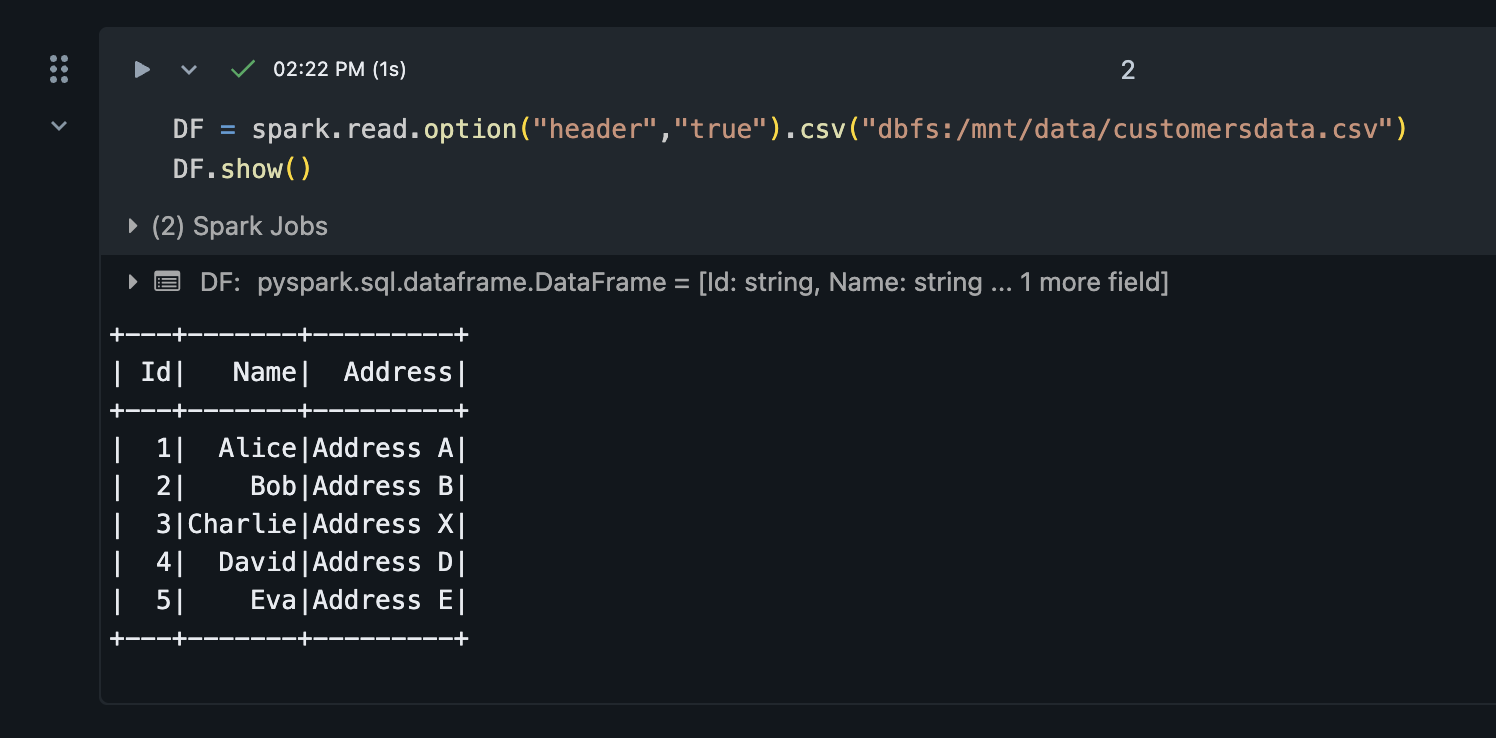 02:22 PM (1s)
2
DF = spark.read.option("header","true").csv("dbfs:/mnt/data/customersdata.csv")
DF.show()
(2) Spark Jobs
DF: pyspark.sql.dataframe.DataFrame = [Id: string, Name: string ... 1 more field]
+---+-------+---------+
| Id|   Name|  Address|
+---+-------+---------+
|  1|  Alice|Address A|
|  2|    Bob|Address B|
|  3|Charlie|Address X|
|  4|  David|Address D|
|  5|    Eva|Address E|
+---+-------+---------+